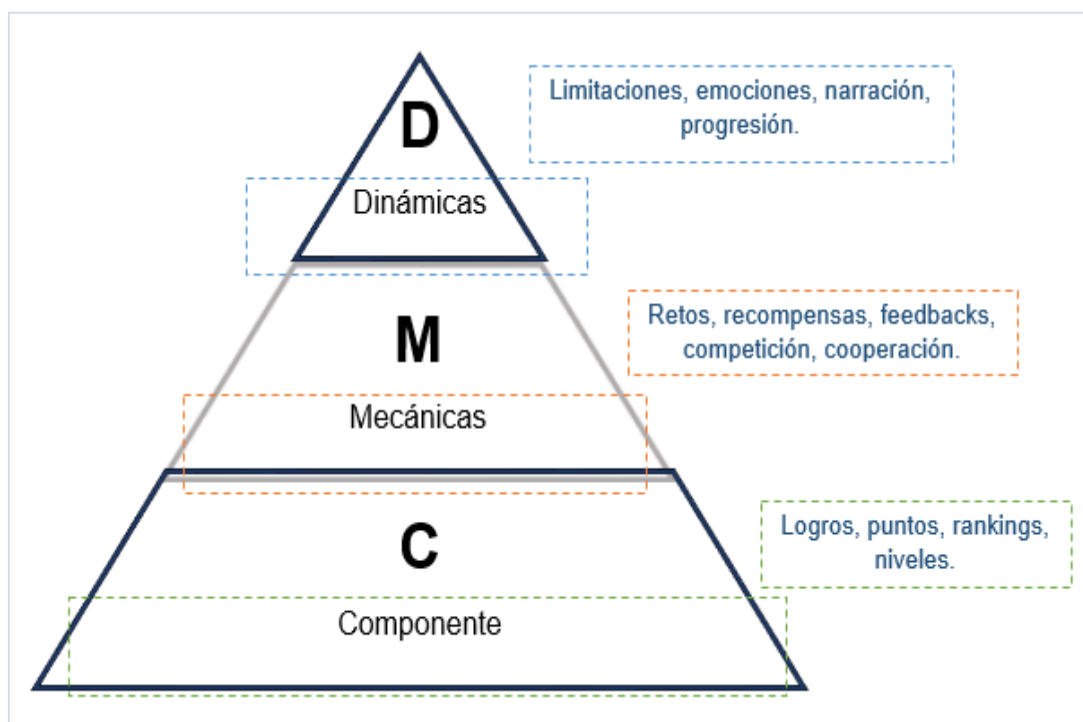 D
Limitaciones, emociones, narración,
progresión.
Dinámicas
M
Retos, recompensas, feedbacks,
competición, cooperación.
Mecánicas
C
Logros, puntos, rankings,
niveles.
Componente